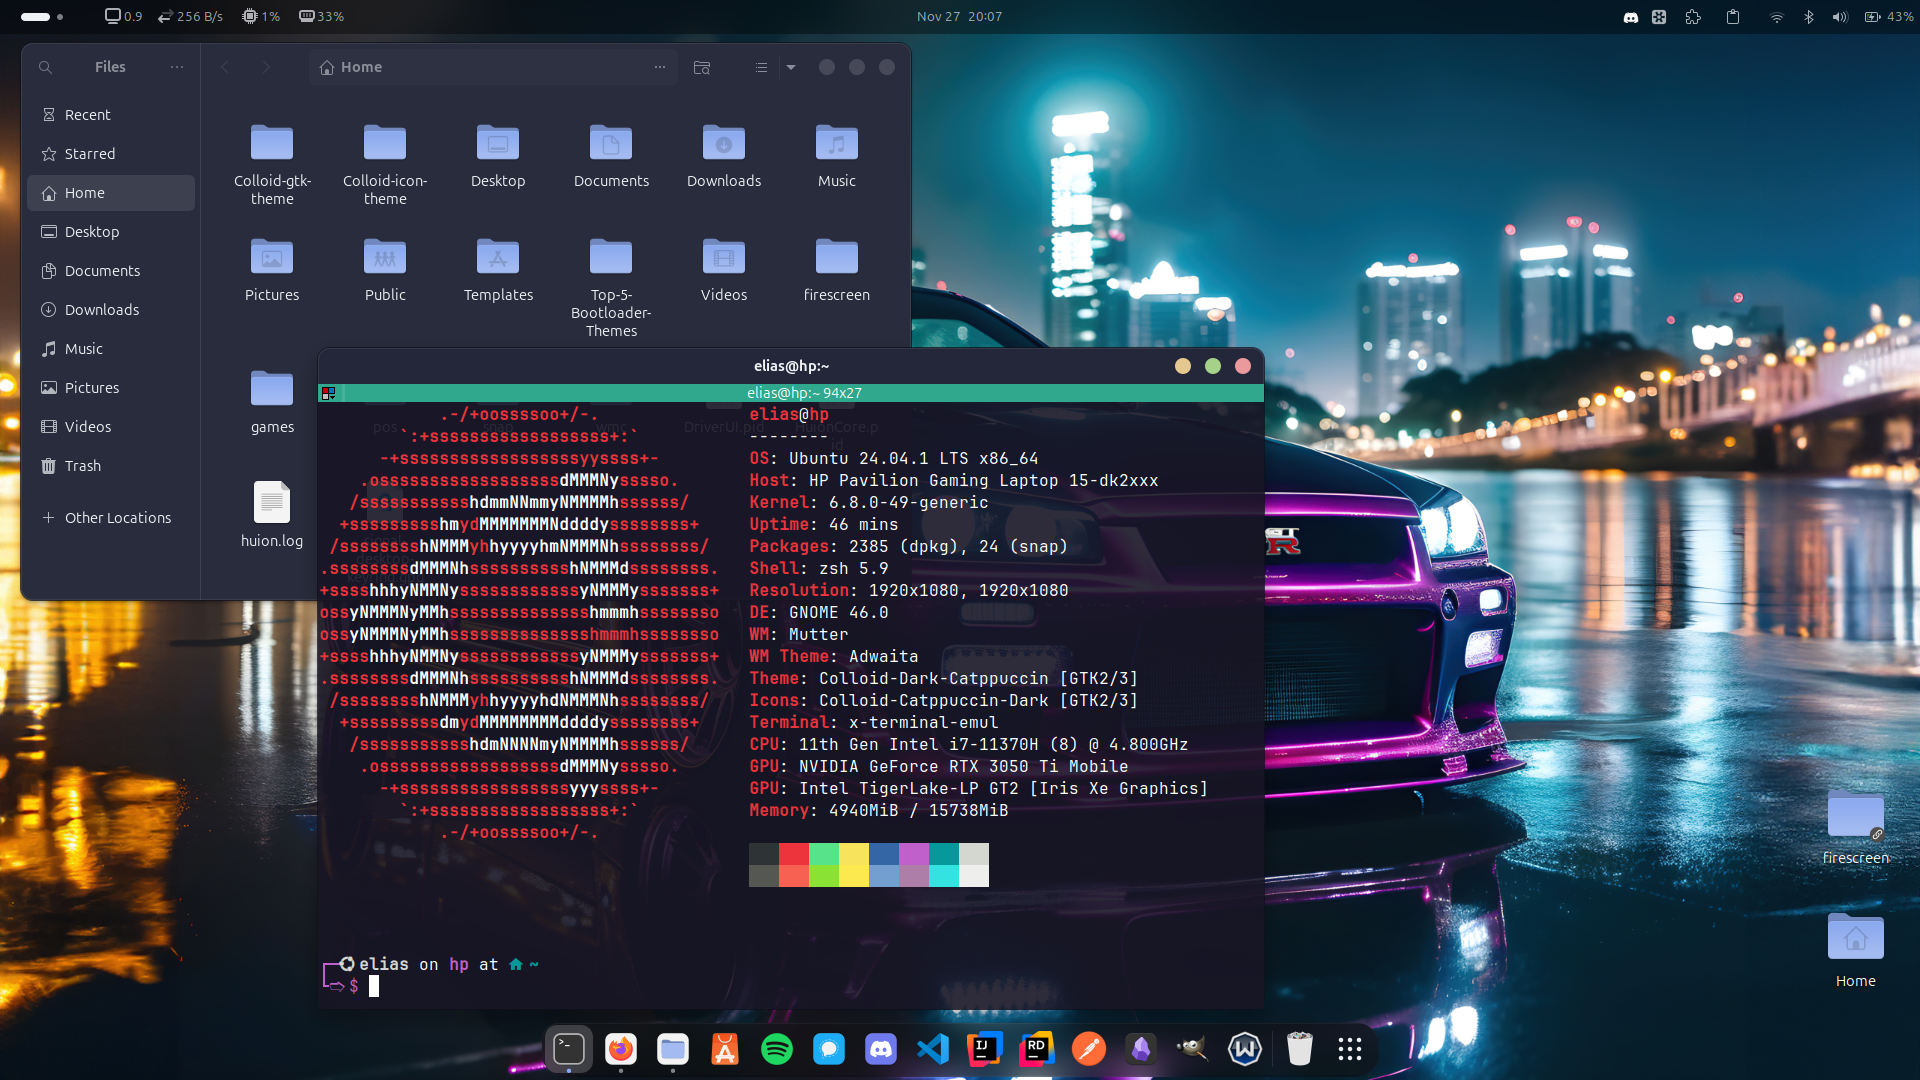 0.9 256 B/s 1% 33%
Nov 27 20:07
43%
Files
Home
Recent
Starred
Home
Desktop
Documents
Downloads
Music
Pictures
Videos
Trash
Other Locations
Colloid-gtk-theme
Colloid-icon-theme
Desktop
Documents
Downloads
Music
Pictures
Public
Templates
Top-5-Bootloader-Themes
Videos
firescreen
games
huion.log
elias@hp:~
elias@hp:~ 94x27
.-/+oossssoo+/-.
`:+ssssssssssssssssss+:`
-+ssssssssssssssssssyyssss+-
.ossssssssssssssssssdMMMNysssso.
/ssssssssssshdmmNNmmyNMMMMhssssss/
+ssssssssshmydMMMMMMMNddddyssssssss+
/sssssssshNMMMyhhyyyyhmNMMMNhssssssss/
.ssssssssdMMMNhsssssssssshNMMMdssssssss.
+sssshhhyNMMNyssssssssssssyNMMMysssssss+
ossyNMMMNyMMhsssssssssssssshmmmhssssssso
ossyNMMMNyMMhsssssssssssssshmmmhssssssso
+sssshhhyNMMNyssssssssssssyNMMMysssssss+
.ssssssssdMMMNhsssssssssshNMMMdssssssss.
/sssssssshNMMMyhhyyyyhdNMMMNhssssssss/
+sssssssssdmydMMMMMMMMddddyssssssss+
/ssssssssssshdmNNNNmyNMMMMhssssss/
.ossssssssssssssssssdMMMNysssso.
-+sssssssssssssssssyyyssss+-
`:+ssssssssssssssssss+:`
.-/+oossssoo+/-.
elias@hp
--------
OS: Ubuntu 24.04.1 LTS x86_64
Host: HP Pavilion Gaming Laptop 15-dk2xxx
Kernel: 6.8.0-49-generic
Uptime: 46 mins
Packages: 2385 (dpkg), 24 (snap)
Shell: zsh 5.9
Resolution: 1920x1080, 1920x1080
DE: GNOME 46.0
WM: Mutter
WM Theme: Adwaita
Theme: Colloid-Dark-Catppuccin [GTK2/3]
Icons: Colloid-Catppuccin-Dark [GTK2/3]
Terminal: x-terminal-emul
CPU: 11th Gen Intel i7-11370H (8) @ 4.800GHz
GPU: NVIDIA GeForce RTX 3050 Ti Mobile
GPU: Intel TigerLake-LP GT2 [Iris Xe Graphics]
Memory: 4940MiB / 15738MiB
elias on hp at ~
$
firescreen
Home
IJ
RD